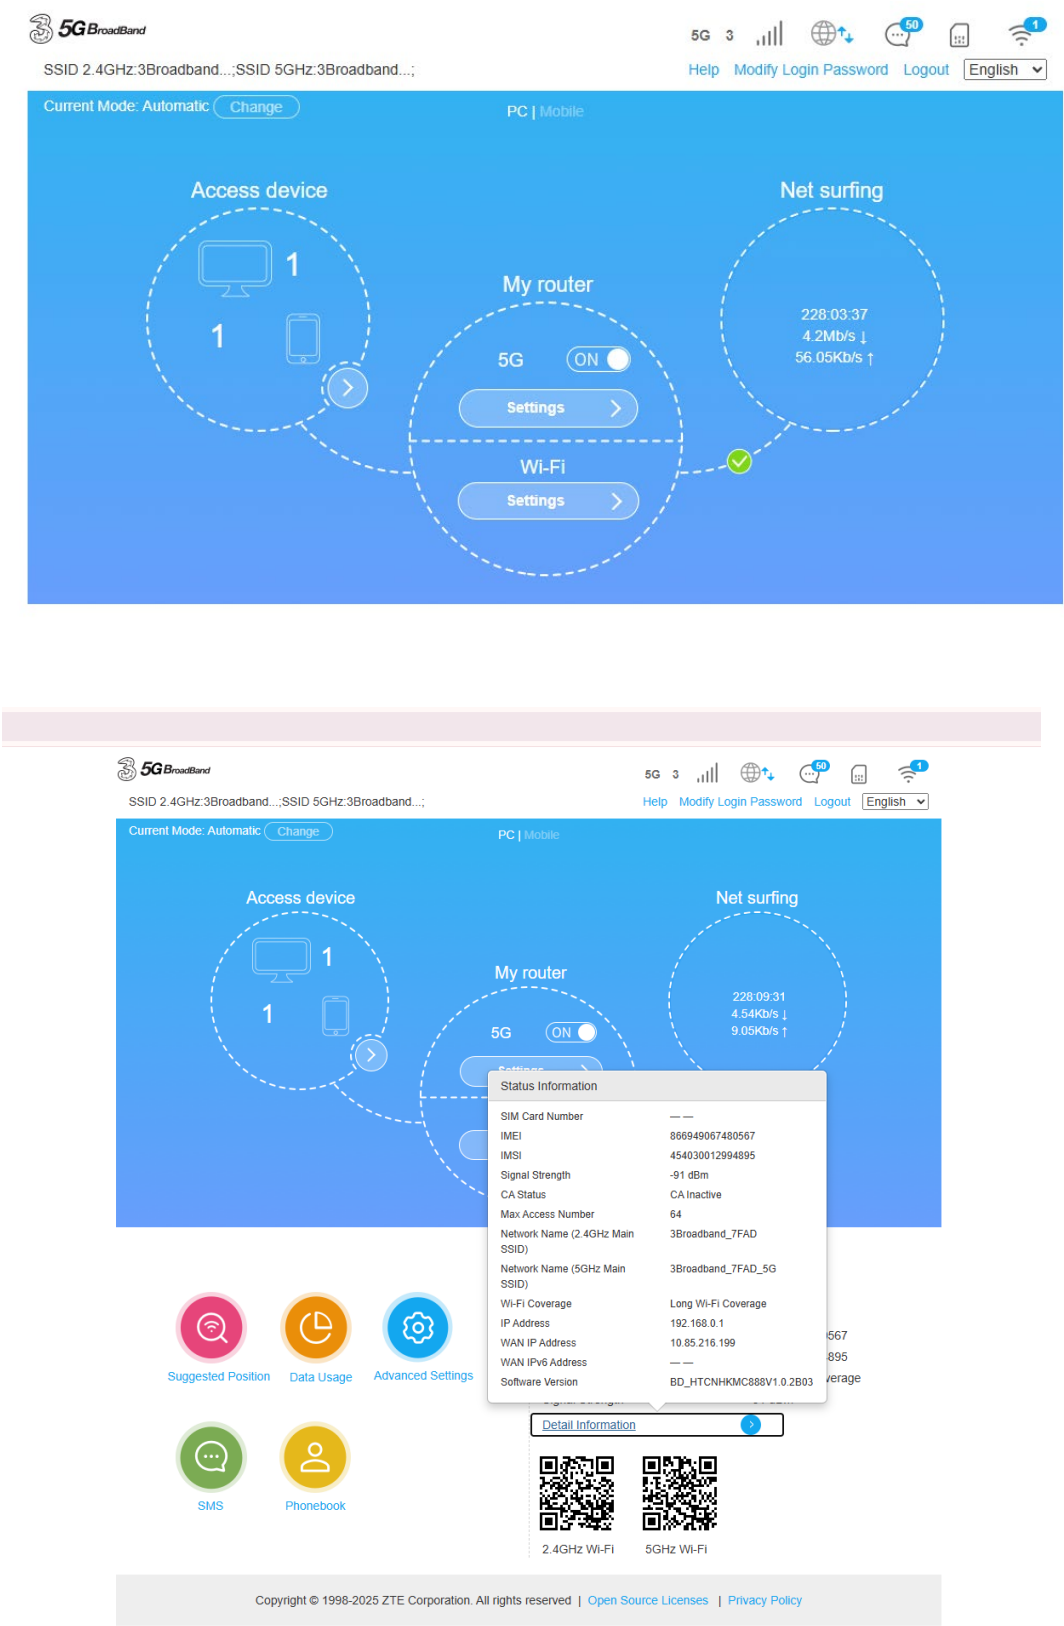 3 5G BroadBand
5G 3 50 1
SSID 2.4GHz:3Broadband...;SSID 5GHz:3Broadband...;
Help Modify Login Password Logout English
Current Mode: Automatic Change
PC | Mobile
Access device
Net surfing
1
My router
228:03:37
4.2Mb/s ↓
56.05Kb/s ↑
1
5G ON
Settings
Wi-Fi
Settings
3 5G BroadBand
5G 3 50 1
SSID 2.4GHz:3Broadband...;SSID 5GHz:3Broadband...;
Help Modify Login Password Logout English
Current Mode: Automatic Change
PC | Mobile
Access device
Net surfing
1
My router
228:09:31
4.54Kb/s ↓
9.05Kb/s ↑
1
5G ON
Status Information
SIM Card Number — —
IMEI 866949067480567
IMSI 454030012994895
Signal Strength -91 dBm
CA Status CA Inactive
Max Access Number 64
Network Name (2.4GHz Main 3Broadband_7FAD
SSID)
Network Name (5GHz Main 3Broadband_7FAD_5G
SSID)
Wi-Fi Coverage Long Wi-Fi Coverage
IP Address 192.168.0.1
WAN IP Address 10.85.216.199
WAN IPv6 Address — —
Software Version BD_HTCNHKMC888V1.0.2B03
Suggested Position Data Usage Advanced Settings
567
895
verage
Detail Information
SMS Phonebook
2.4GHz Wi-Fi 5GHz Wi-Fi
Copyright © 1998-2025 ZTE Corporation. All rights reserved | Open Source Licenses | Privacy Policy